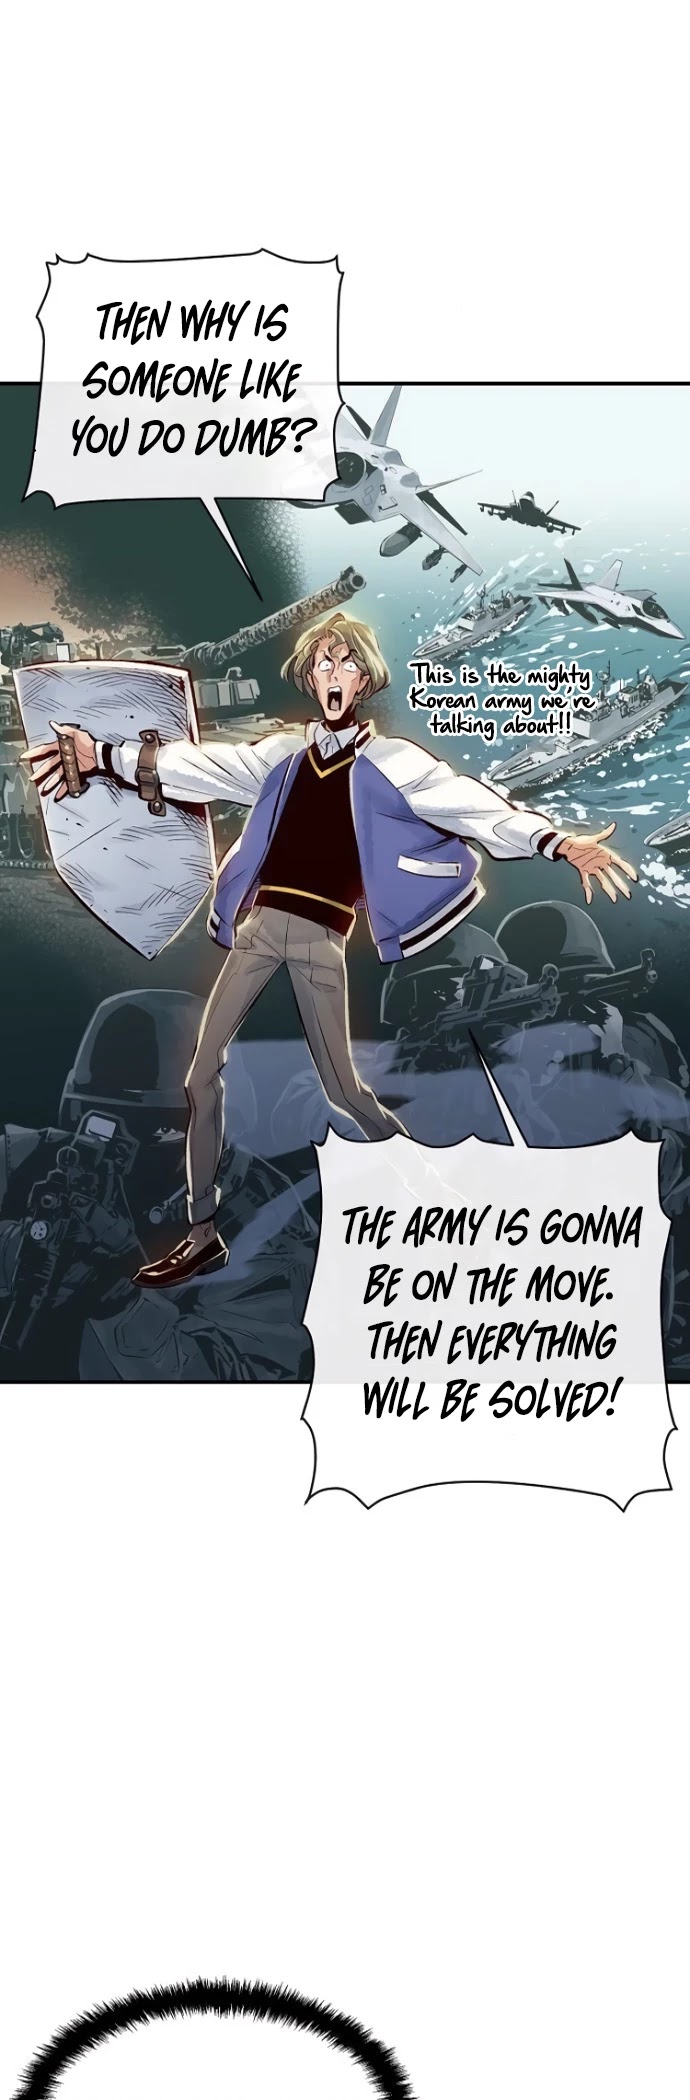 THEN WHY IS
SOMEONE LIKE
YOU DO DUMB?
This is the mighty
Korean army we're
talking about!!
THE ARMY IS GONNA
BE ON THE MOVE.
THEN EVERYTHING
WILL BE SOLVED!